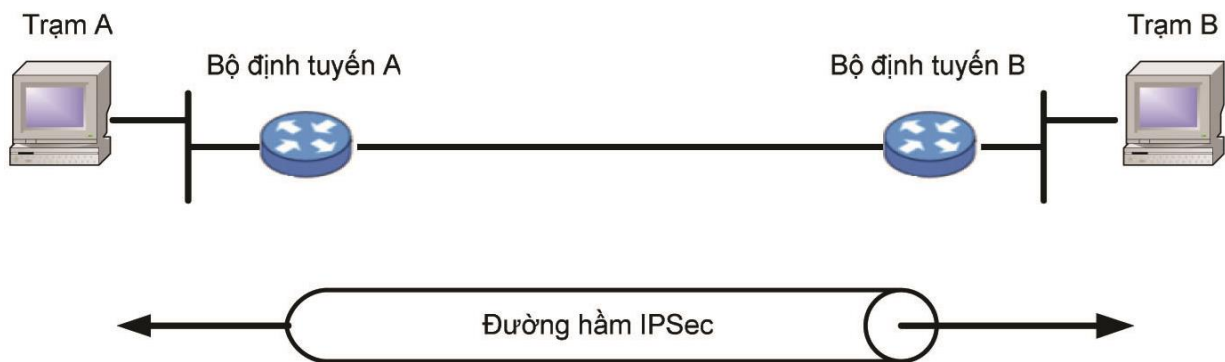 Trạm A
Trạm B
Bộ định tuyến A
Bộ định tuyến B
Đường hầm IPSec